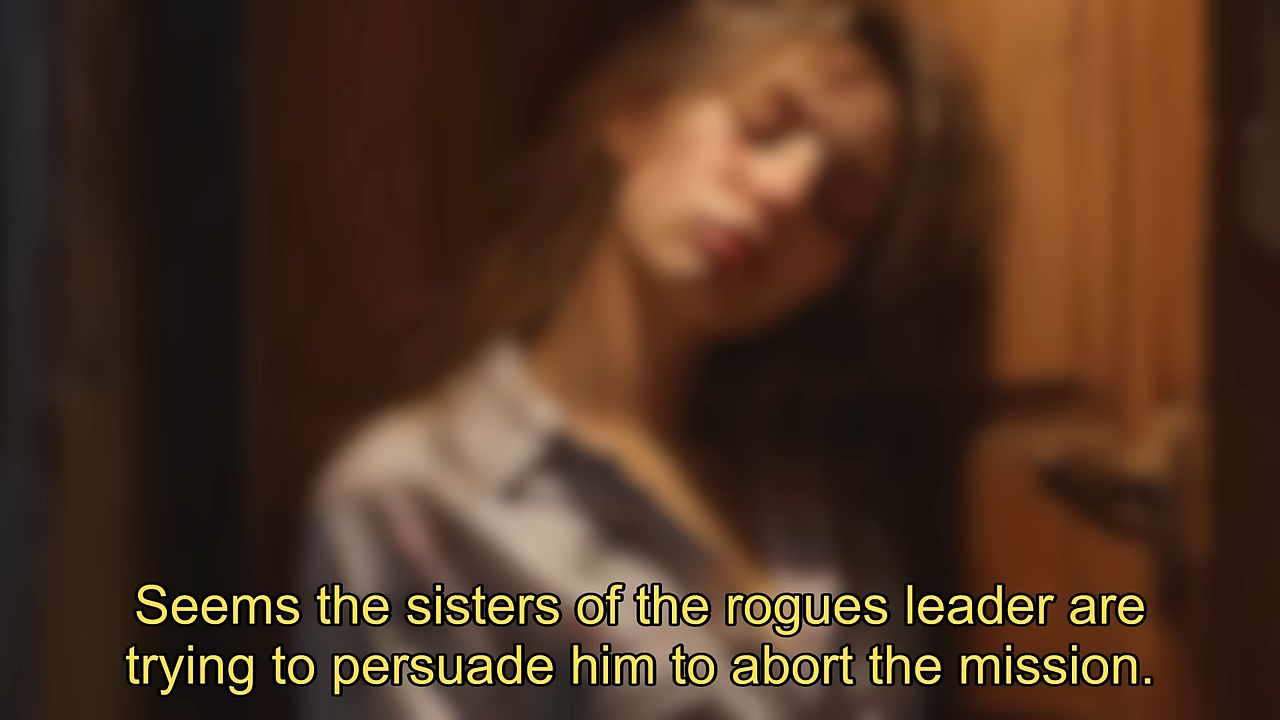 Seems the sisters of the rogues leader are
trying to persuade him to abort the mission.